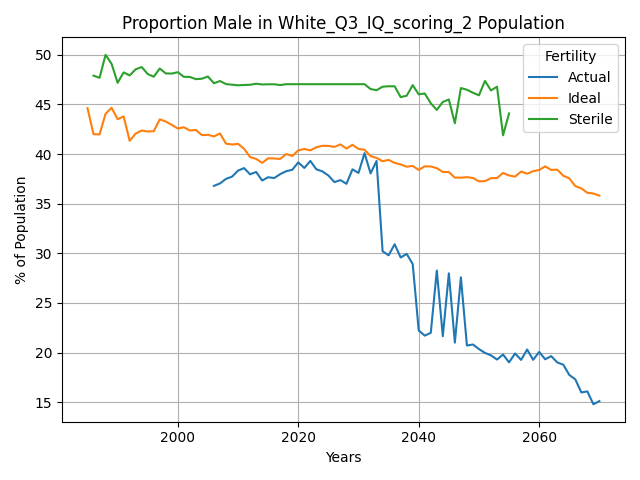 Proportion Male in White_Q3_IQ_scoring_2 Population
Fertility
Actual
Ideal
Sterile
% of Population
50
45
40
35
30
25
20
15
2000
2020
2040
2060
Years